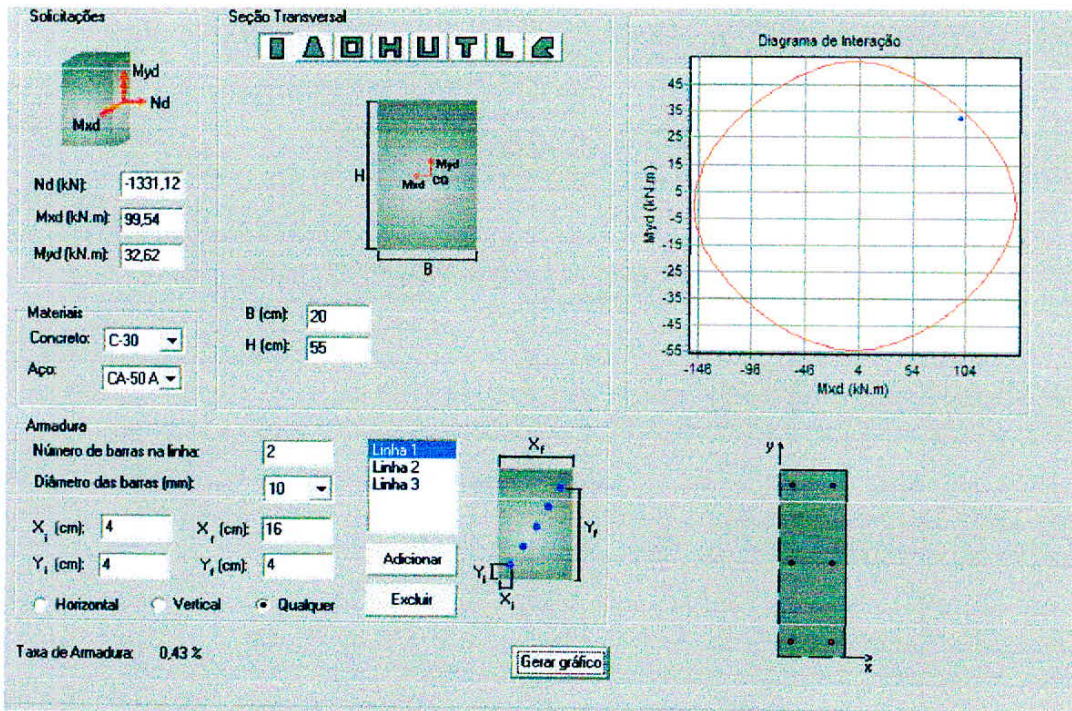 Solicitações
Myd
Nd
Mxd
Nd (kN): -1331,12
Mxd (kN.m): 99,54
Myd (kN.m): 32,62
Seção Transversal
H
Myd
Mxd CG
B
B (cm): 20
H (cm): 55
Diagrama de Interação
Myd (kN.m)
45
35
25
15
5
-5
-15
-25
-35
-45
-55
-146 -96 -46 4 54 104
Mxd (kN.m)
Materiais
Concreto: C-30
Aço: CA-50 A
Armadura
Número de barras na linha: 2
Diâmetro das barras (mm): 10
Xi (cm): 4 Xf (cm): 16
Yi (cm): 4 Yf (cm): 4
Horizontal Vertical Qualquer
Linha 1
Linha 2
Linha 3
Adicionar
Excluir
Xf
Yf
Yi
Xi
y
x
Taxa de Armadura: 0,43 %
Gerar gráfico